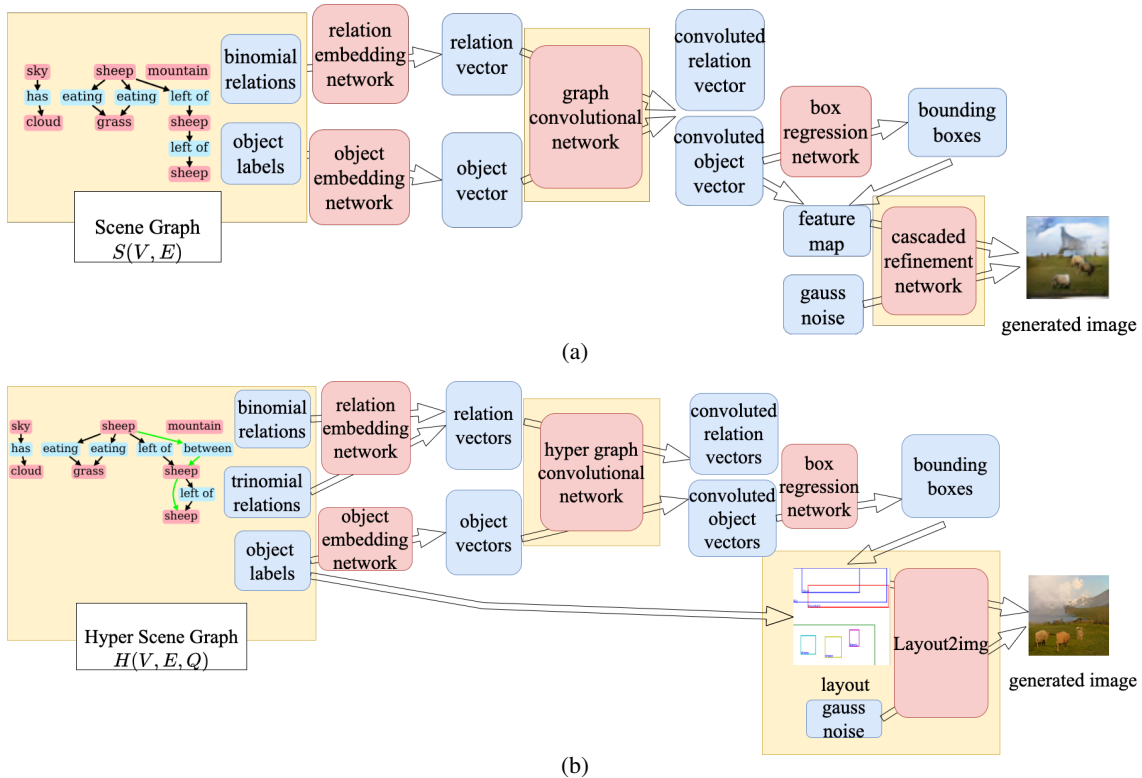 sky
sheep
mountain
has
eating
eating
left of
cloud
grass
sheep
left of
sheep
Scene Graph
S(V, E)
binomial
relations
object
labels
relation
embedding
network
object
embedding
network
relation
vector
object
vector
graph
convolutional
network
convoluted
relation
vector
convoluted
object
vector
box
regression
network
bounding
boxes
feature
map
gauss
noise
cascaded
refinement
network
generated image
(a)
sky
sheep
mountain
has
eating
eating
left of
between
cloud
grass
sheep
left of
sheep
Hyper Scene Graph
H(V, E, Q)
binomial
relations
trinomial
relations
object
labels
relation
embedding
network
object
embedding
network
relation
vectors
object
vectors
hyper graph
convolutional
network
convoluted
relation
vectors
convoluted
object
vectors
box
regression
network
bounding
boxes
layout
gauss
noise
Layout2img
generated image
(b)